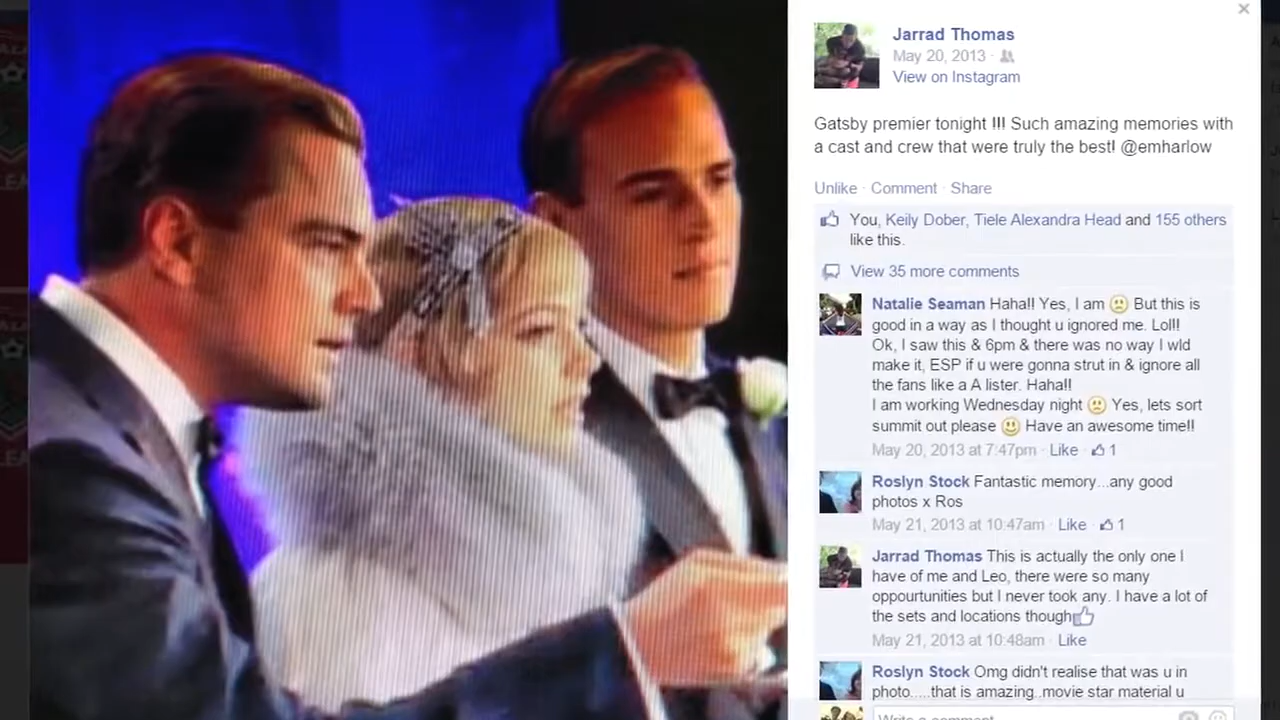 Jarrad Thomas
May 20, 2013 ·
View on Instagram
Gatsby premier tonight !!! Such amazing memories with
a cast and crew that were truly the best! @emharlow
Unlike · Comment · Share
You, Keily Dober, Tiele Alexandra Head and 155 others
like this.
View 35 more comments
Natalie Seaman Haha!! Yes, I am But this is
good in a way as I thought u ignored me. Lol!!
Ok, I saw this & 6pm & there was no way I wld
make it, ESP if u were gonna strut in & ignore all
the fans like a A lister. Haha!!
I am working Wednesday night Yes, lets sort
summit out please Have an awesome time!!
May 20, 2013 at 7:47pm · Like · 1
Roslyn Stock Fantastic memory...any good
photos x Ros
May 21, 2013 at 10:47am · Like · 1
Jarrad Thomas This is actually the only one I
have of me and Leo, there were so many
oppourtunities but I never took any. I have a lot of
the sets and locations though
May 21, 2013 at 10:48am · Like
Roslyn Stock Omg didn't realise that was u in
photo.....that is amazing..movie star material u
Write a comment...